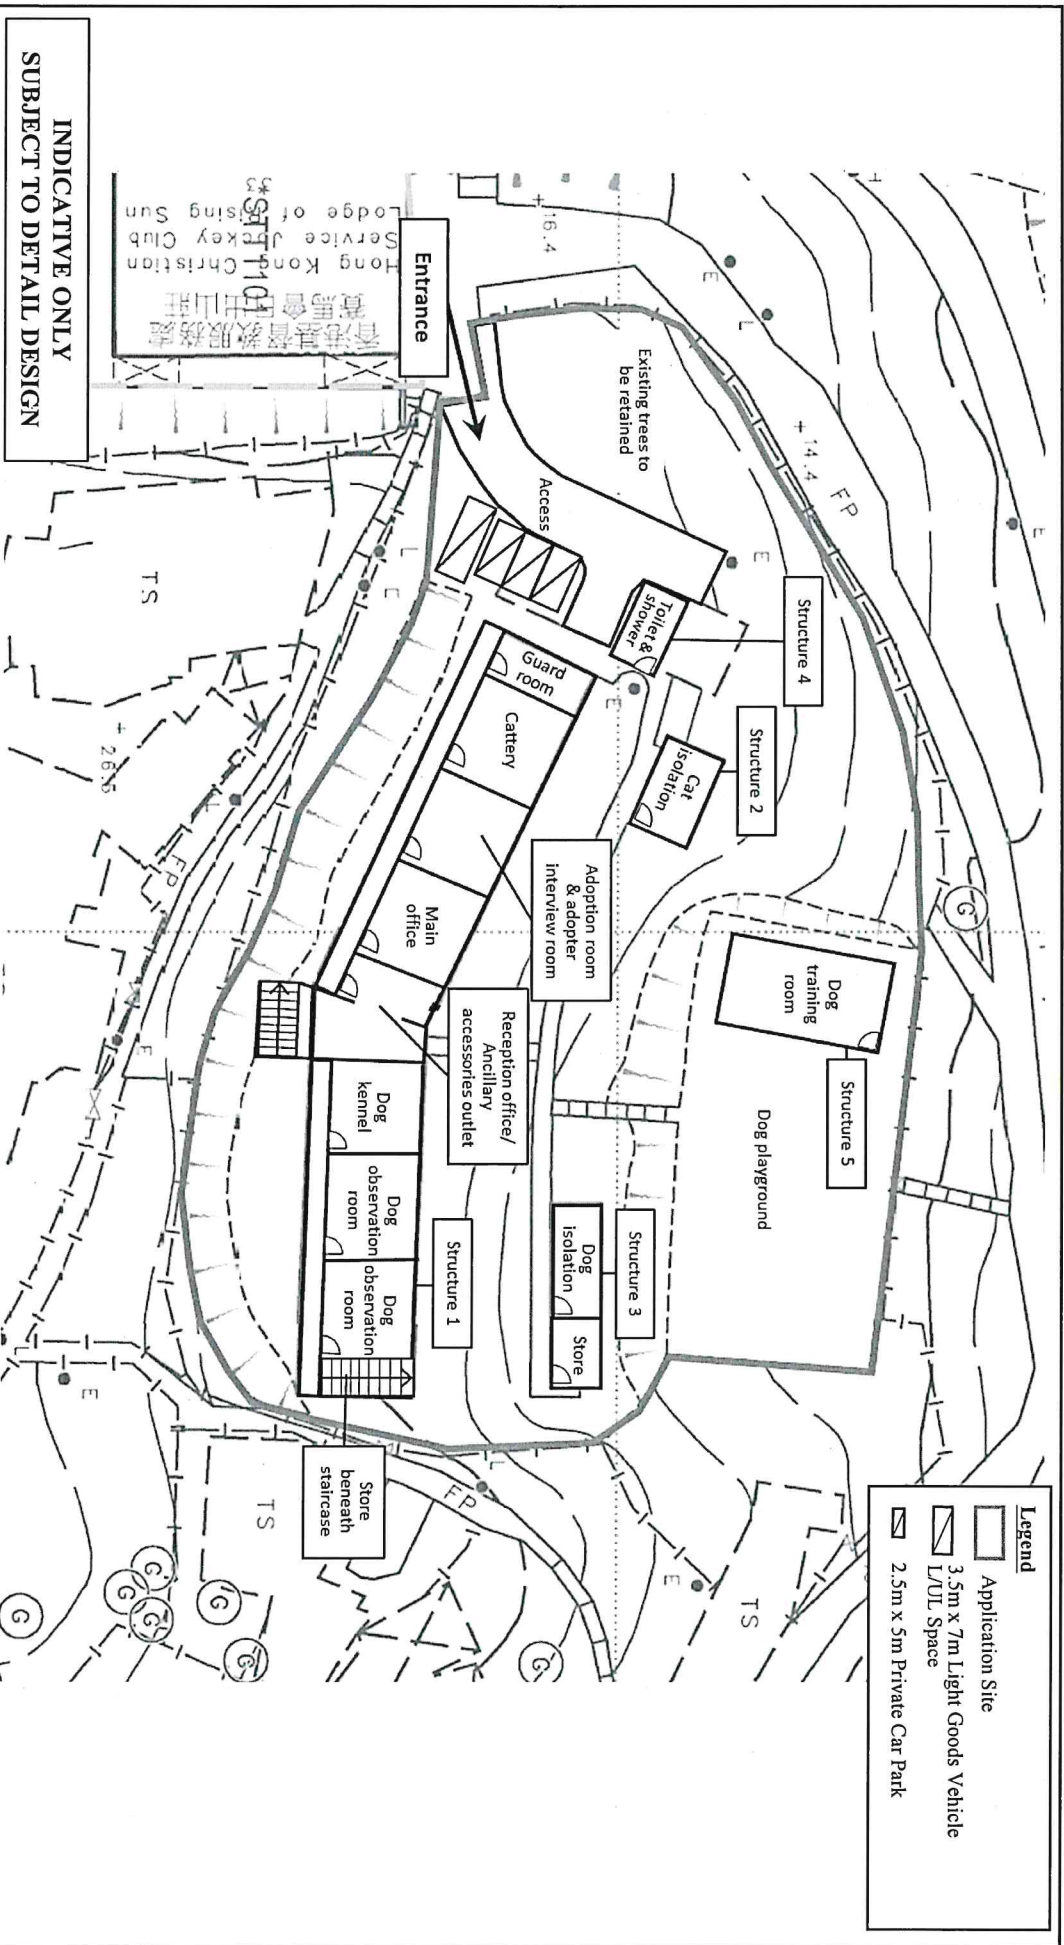 INDICATIVE ONLY
SUBJECT TO DETAIL DESIGN
Legend
Application Site
3.5m x 7m Light Goods Vehicle
L/UL Space
2.5m x 5m Private Car Park
Entrance
Access
Existing trees to
be retained
Structure 4
Toilet &
shower
Structure 2
Cat
isolation
Guard
room
Cattery
Adoption room
& adopter
interview room
Main
office
Reception office/
Ancillary
accessories outlet
Dog
kennel
Dog
observation
room
Dog
observation
room
Structure 1
Store
beneath
staircase
Structure 3
Dog
isolation
Store
Dog
training
room
Structure 5
Dog playground
香港基督教服務處
賽馬會日出山莊
Hong Kong Christian
Service Jockey Club
Lodge of Rising Sun
16.4
14.4
FP
FP
FP
TS
TS
TS
E
E
E
E
E
E
E
L
L
L
G
G
G
G
G
G
G
G